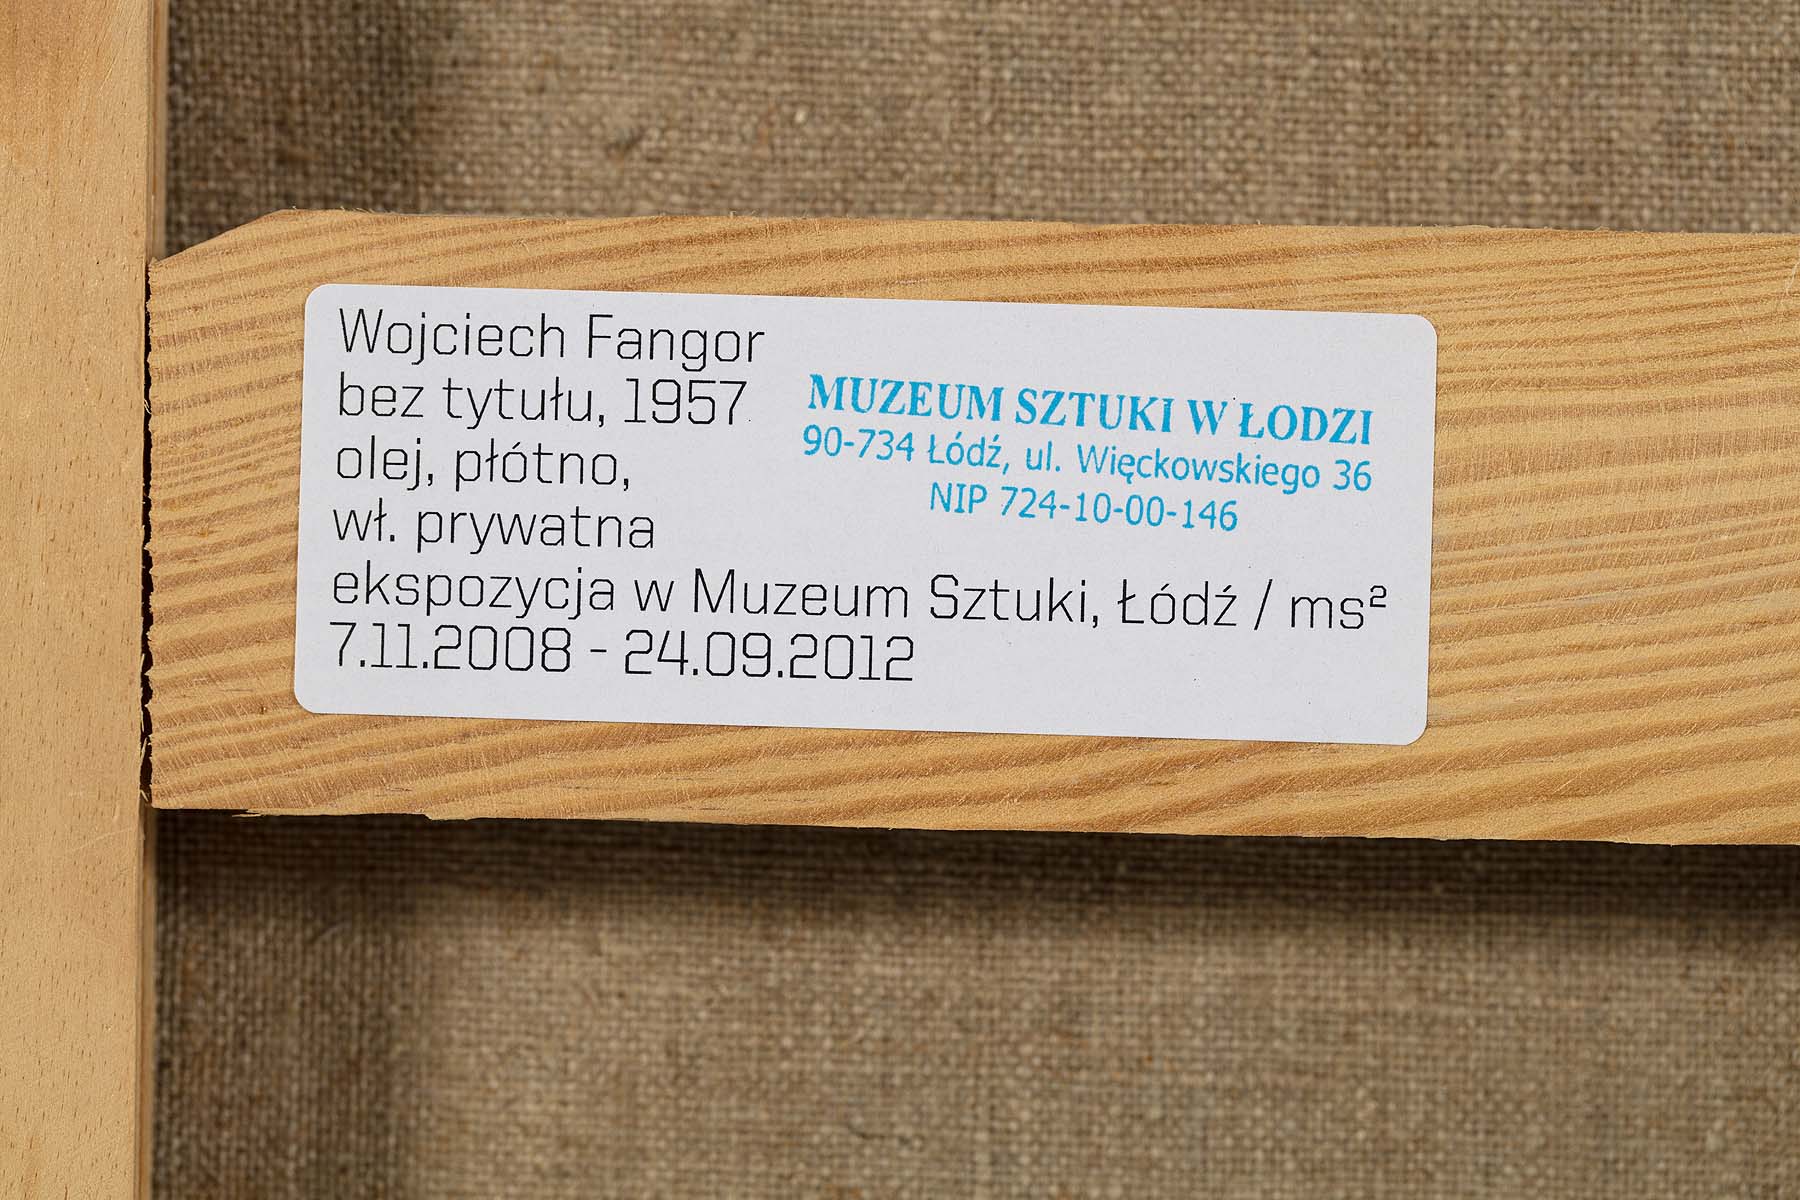 Wojciech Fangor
bez tytułu, 1957
olej, płótno,
wł. prywatna
ekspozycja w Muzeum Sztuki, Łódź / ms²
7.11.2008 - 24.09.2012
MUZEUM SZTUKI W ŁODZI
90-734 Łódź, ul. Więckowskiego 36
NIP 724-10-00-146